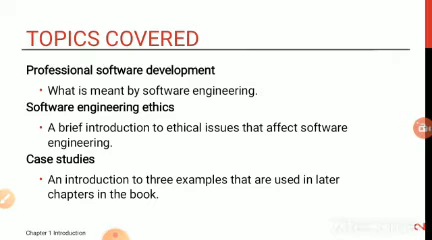 TOPICS COVERED
Professional software development
• What is meant by software engineering.
Software engineering ethics
• A brief introduction to ethical issues that affect software
engineering.
Case studies
• An introduction to three examples that are used in later
chapters in the book.
Chapter 1 Introduction
2